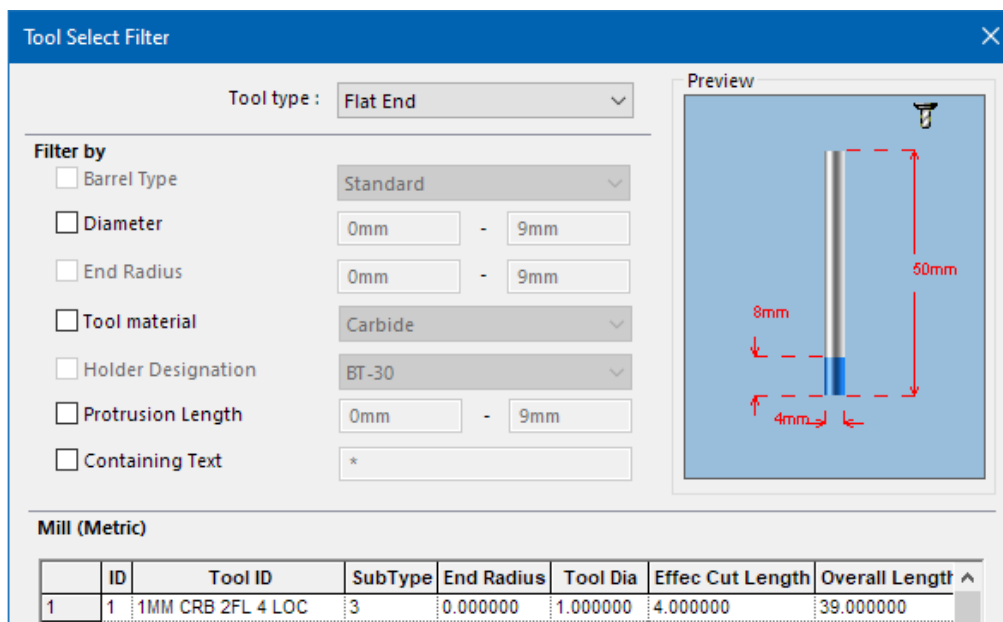 Tool Select Filter
Tool type : Flat End
Preview
Filter by
Barrel Type Standard
Diameter 0mm - 9mm
End Radius 0mm - 9mm
Tool material Carbide
Holder Designation BT-30
Protrusion Length 0mm - 9mm
Containing Text *
50mm
8mm
4mm
Mill (Metric)
ID Tool ID SubType End Radius Tool Dia Effec Cut Length Overall Length
1 1 1MM CRB 2FL 4 LOC 3 0.000000 1.000000 4.000000 39.000000